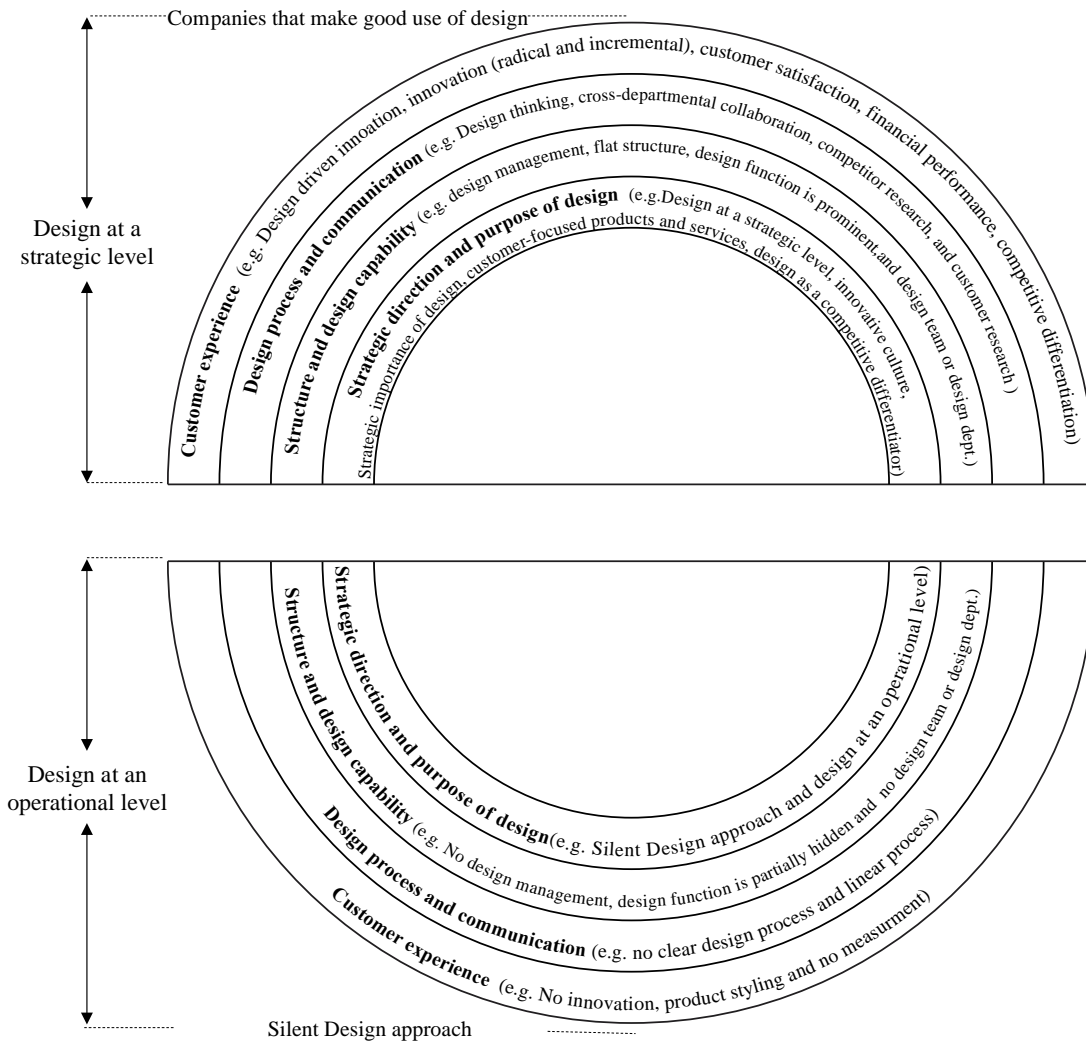 Companies that make good use of design
Customer experience (e.g. Design driven innoation, innovation (radical and incremental), customer satisfaction, financial performance, competitive differentiation)
Design process and communication (e.g. Design thinking, cross-departmental collaboration, competitor research, and customer research )
Structure and design capability (e.g. design management, flat structure, design function is prominent,and design team or design dept.)
Strategic direction and purpose of design (e.g.Design at a strategic level, innovative culture,
Strategic importance of design, customer-focused products and services, design as a competitive differentiator)
Design at a
strategic level
Strategic direction and purpose of design(e.g. Silent Design approach and design at an operational level)
Structure and design capability (e.g. No design management, design function is partially hidden and no design team or design dept.)
Design process and communication (e.g. no clear design process and linear process)
Customer experience (e.g. No innovation, product styling and no measurment)
Design at an
operational level
Silent Design approach